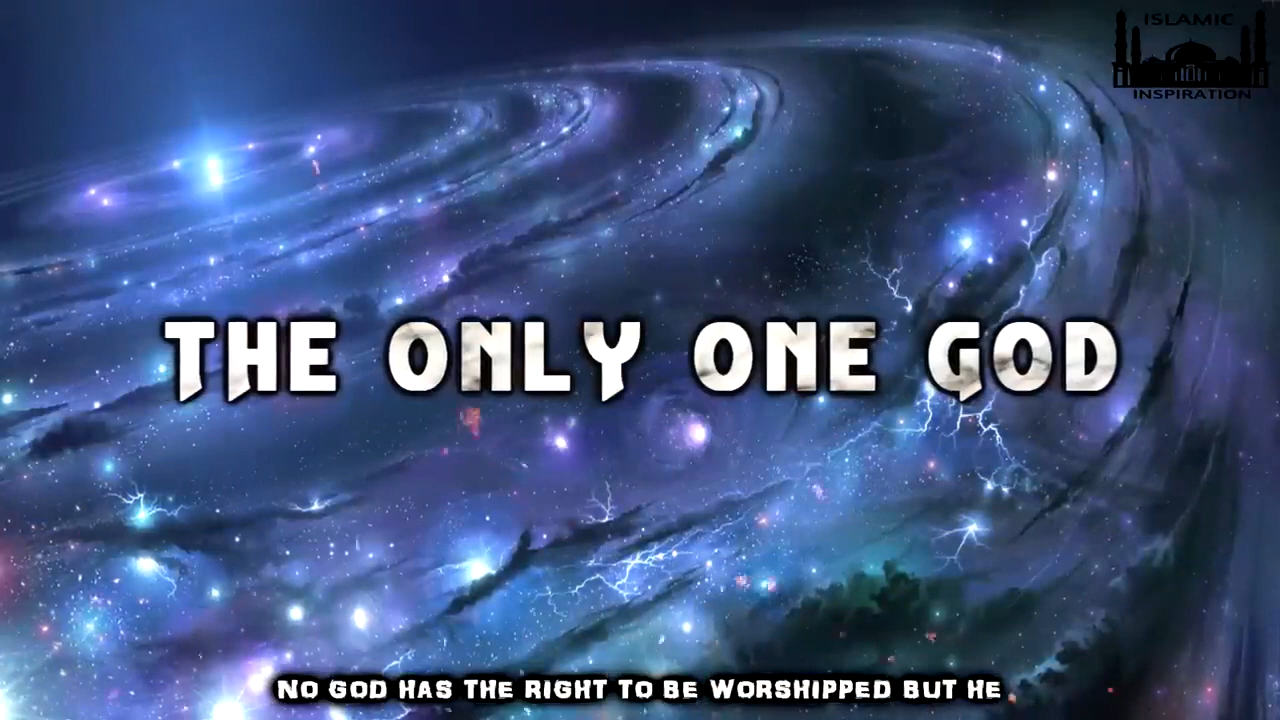 ISLAMIC
INSPIRATION
THE ONLY ONE GOD
NO GOD HAS THE RIGHT TO BE WORSHIPPED BUT HE